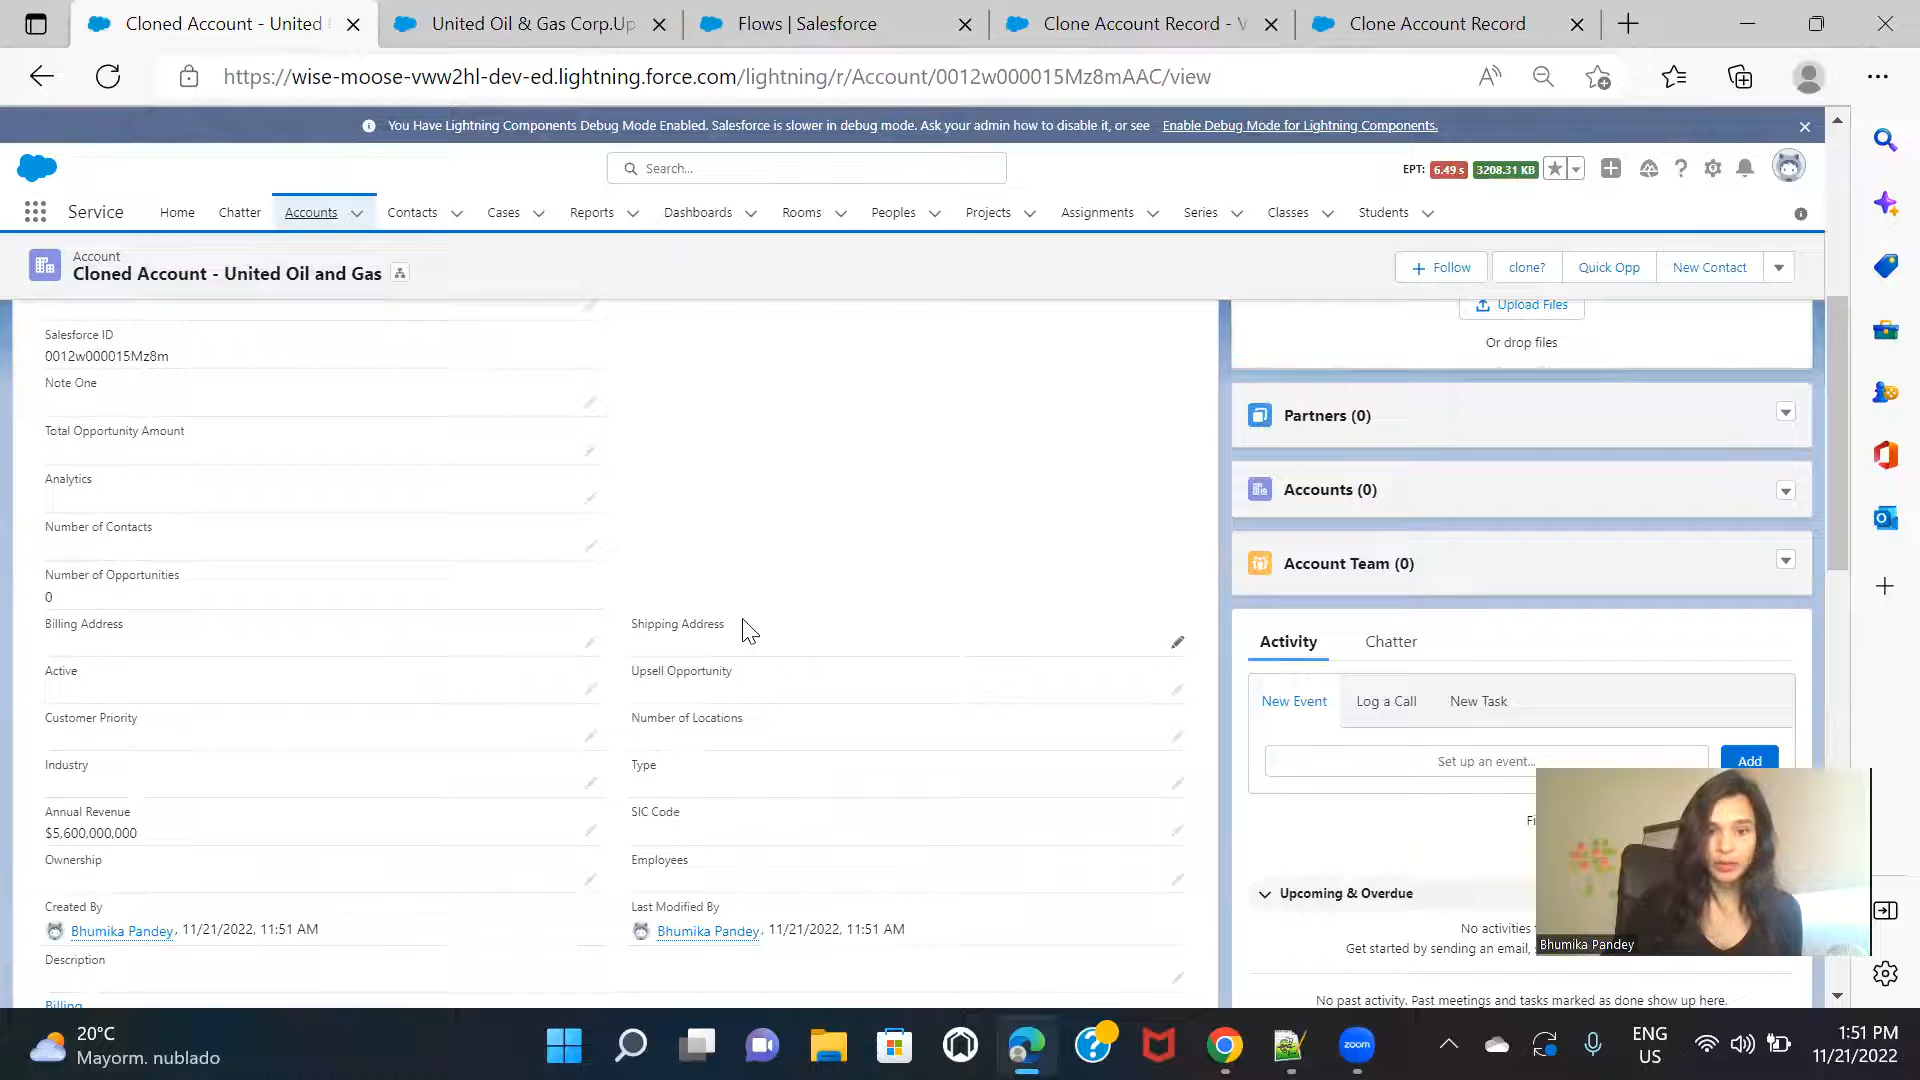 Cloned Account - United
United Oil & Gas Corp.Up
Flows | Salesforce
Clone Account Record - V
Clone Account Record
https://wise-moose-vww2hl-dev-ed.lightning.force.com/lightning/r/Account/0012w000015Mz8mAAC/view
You Have Lightning Components Debug Mode Enabled. Salesforce is slower in debug mode. Ask your admin how to disable it, or see Enable Debug Mode for Lightning Components.
Search...
EPT: 6.49 s 3208.31 KB
Service
Home
Chatter
Accounts
Contacts
Cases
Reports
Dashboards
Rooms
Peoples
Projects
Assignments
Series
Classes
Students
Account
Cloned Account - United Oil and Gas
Follow
clone?
Quick Opp
New Contact
Salesforce ID
0012w000015Mz8m
Note One
Total Opportunity Amount
Analytics
Number of Contacts
Number of Opportunities
0
Billing Address
Shipping Address
Active
Upsell Opportunity
Customer Priority
Number of Locations
Industry
Type
Annual Revenue
$5,600,000,000
SIC Code
Ownership
Employees
Created By
Bhumika Pandey, 11/21/2022, 11:51 AM
Last Modified By
Bhumika Pandey, 11/21/2022, 11:51 AM
Description
Billing
Upload Files
Or drop files
Partners (0)
Accounts (0)
Account Team (0)
Activity
Chatter
New Event
Log a Call
New Task
Set up an event...
Add
Upcoming & Overdue
No activities
Get started by sending an email,
No past activity. Past meetings and tasks marked as done show up here.
Bhumika Pandey
20°C
Mayorm. nublado
zoom
ENG
US
1:51 PM
11/21/2022